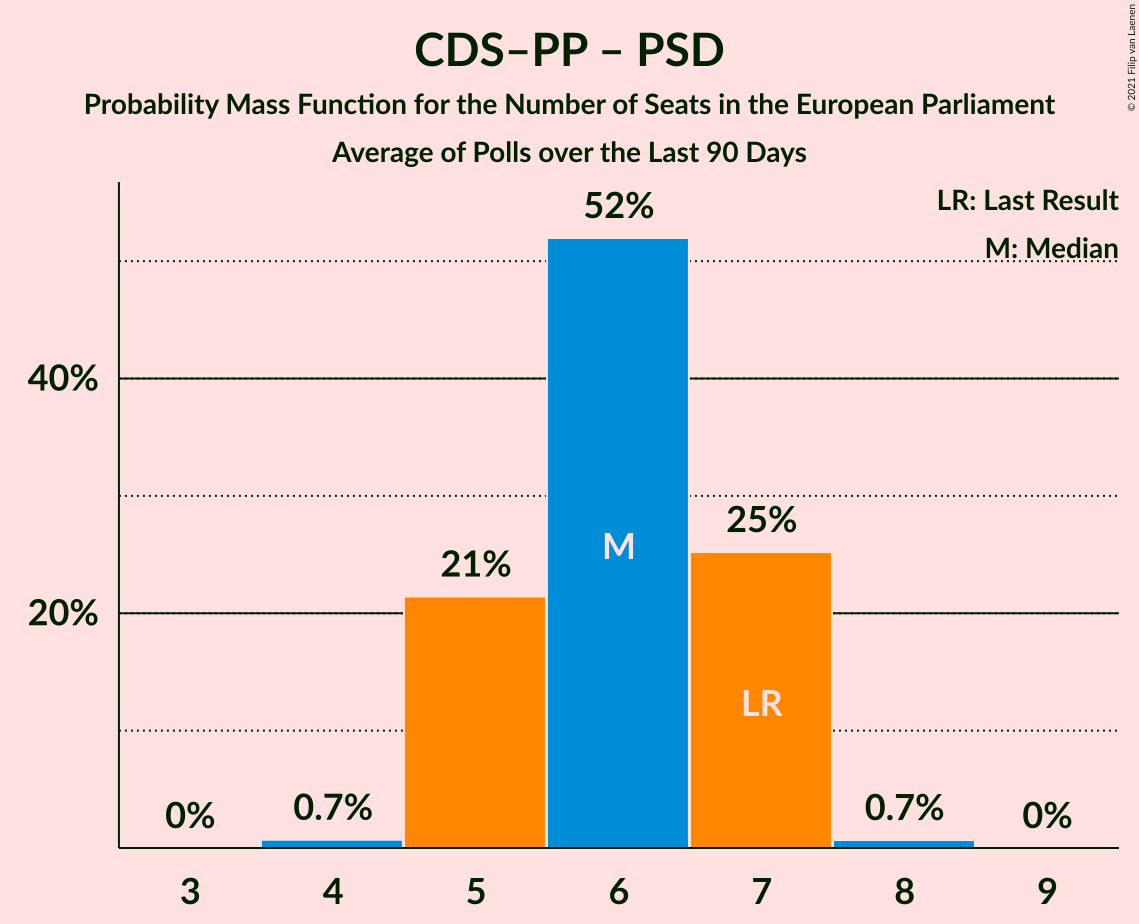 CDS–PP – PSD
Probability Mass Function for the Number of Seats in the European Parliament
Average of Polls over the Last 90 Days
© 2021 Filip van Laenen
LR: Last Result
M: Median
52%
40%
25%
M
21%
20%
LR
0%
0.7%
0.7%
0%
3 4 5 6 7 8 9